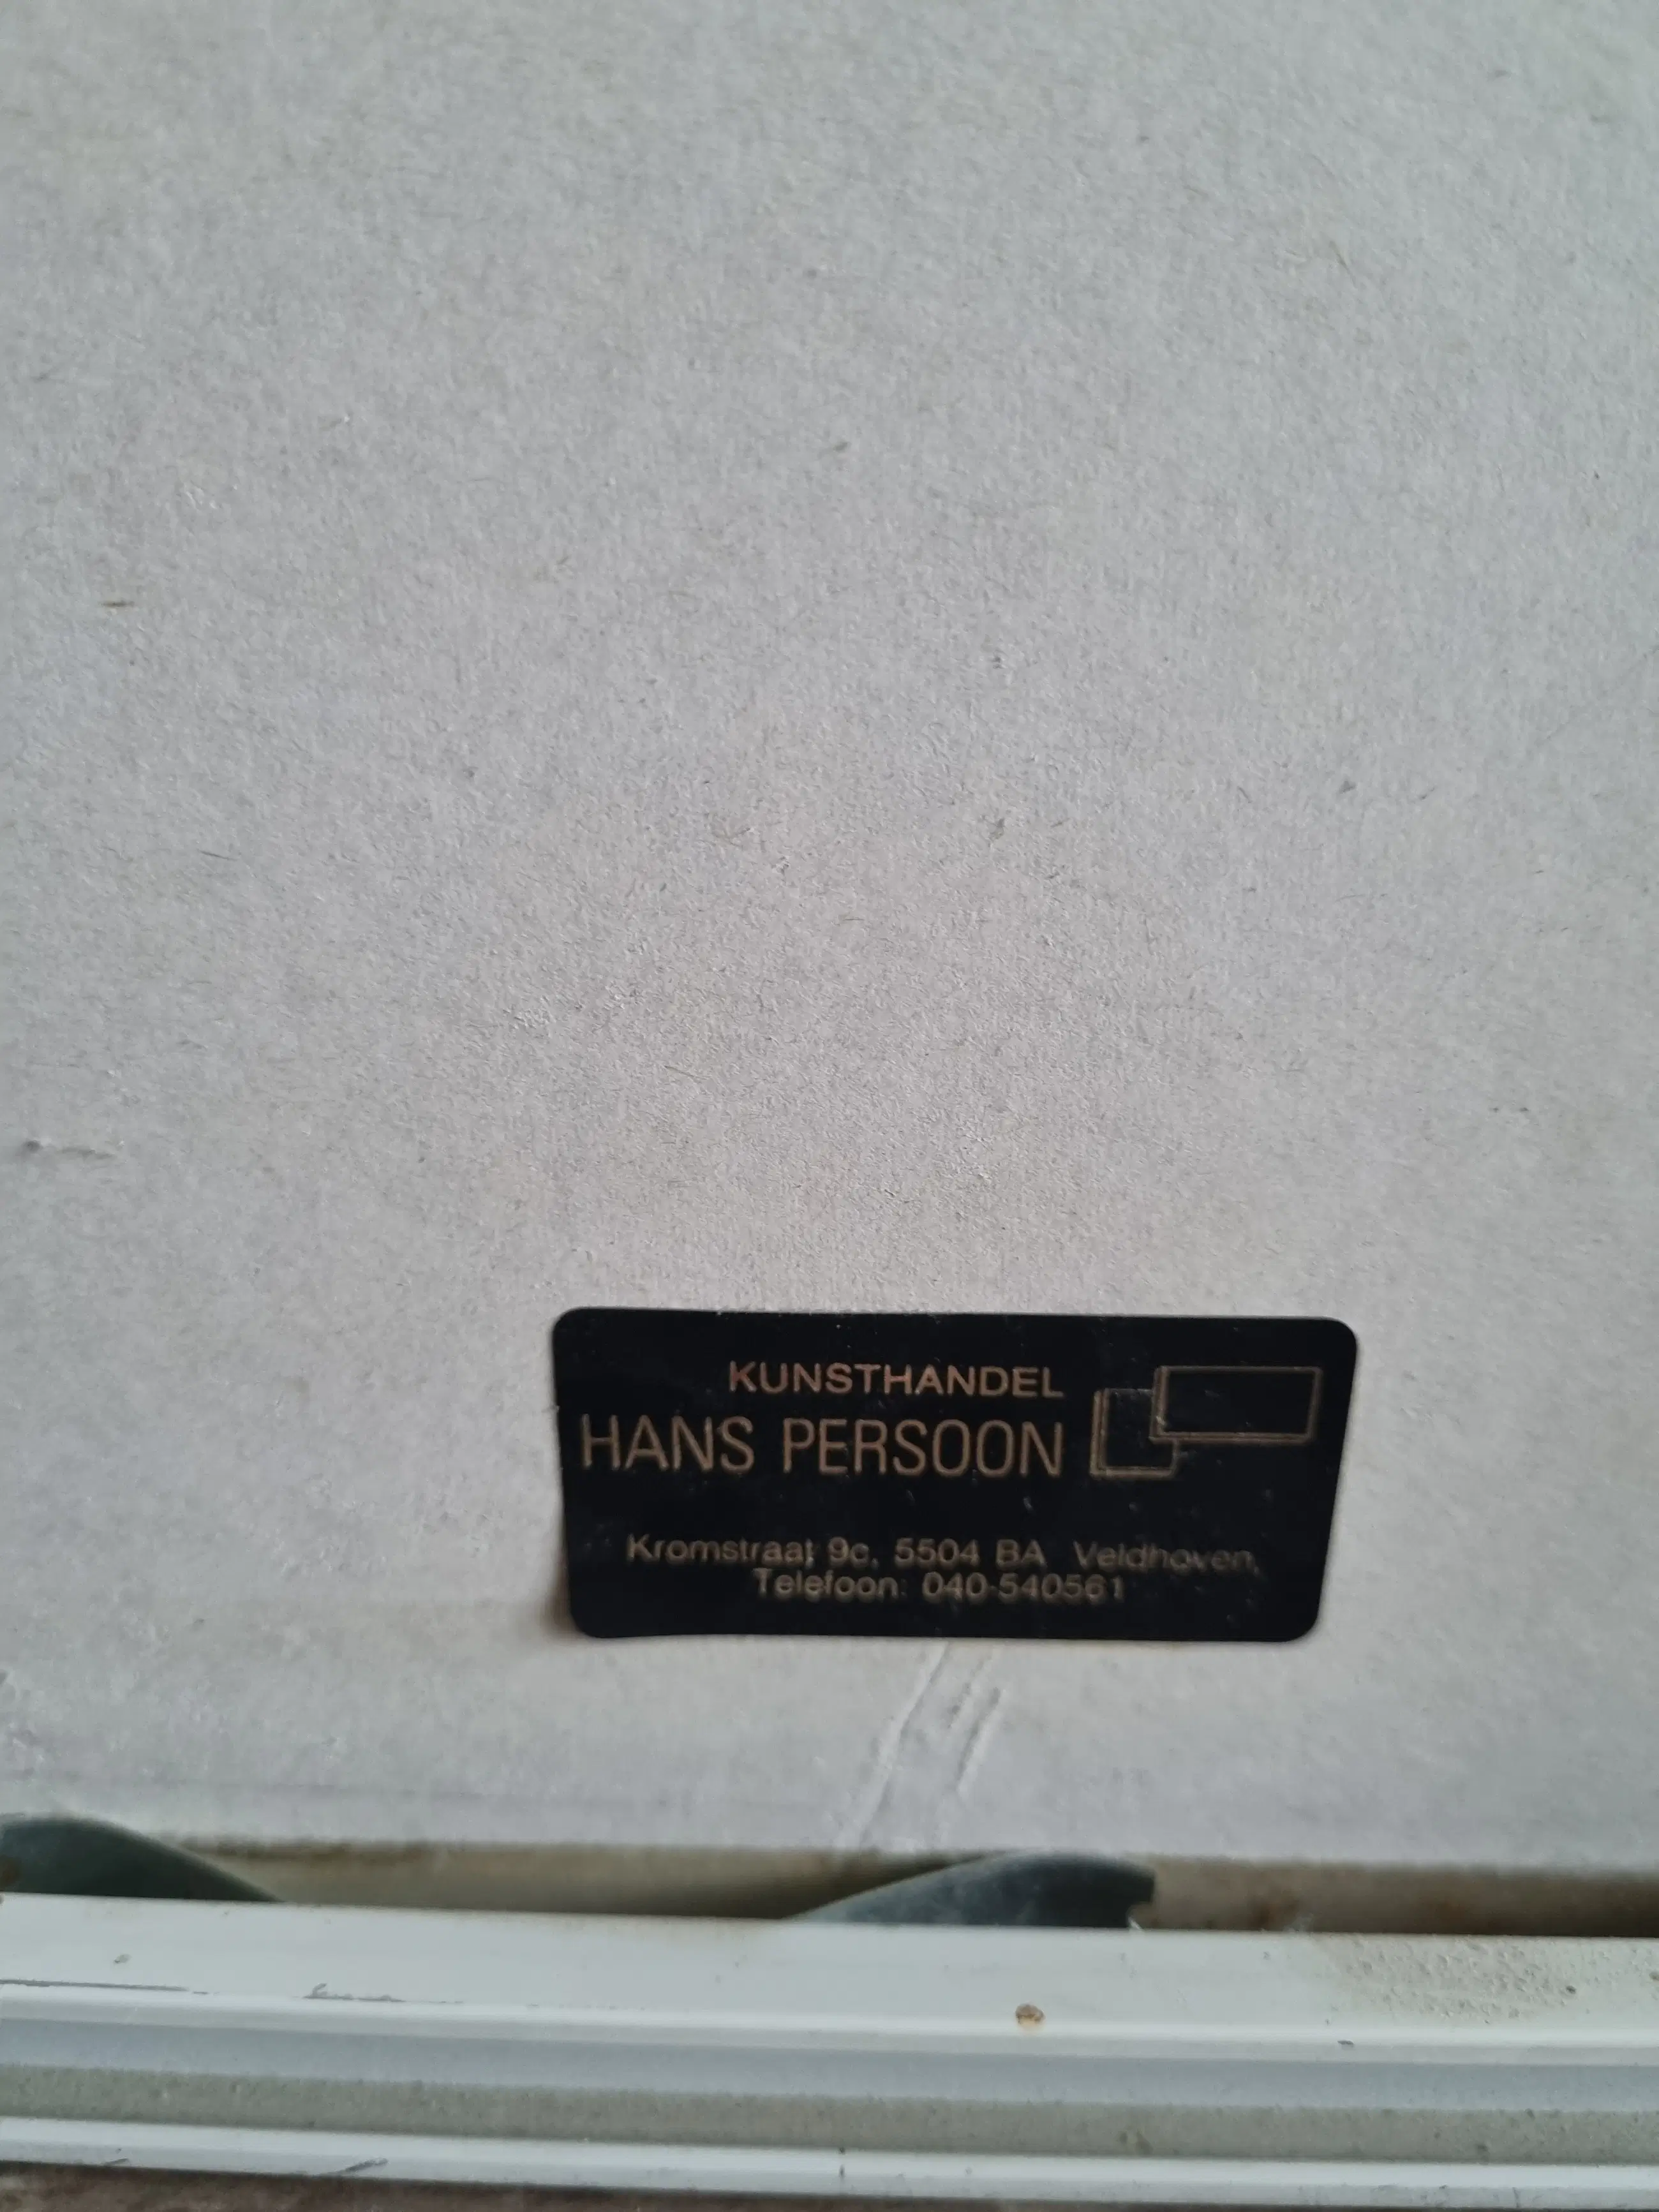 KUNSTHANDEL
HANS PERSOON
Kromstraat 9c, 5504 BA Veldhoven,
Telefoon: 040-540561